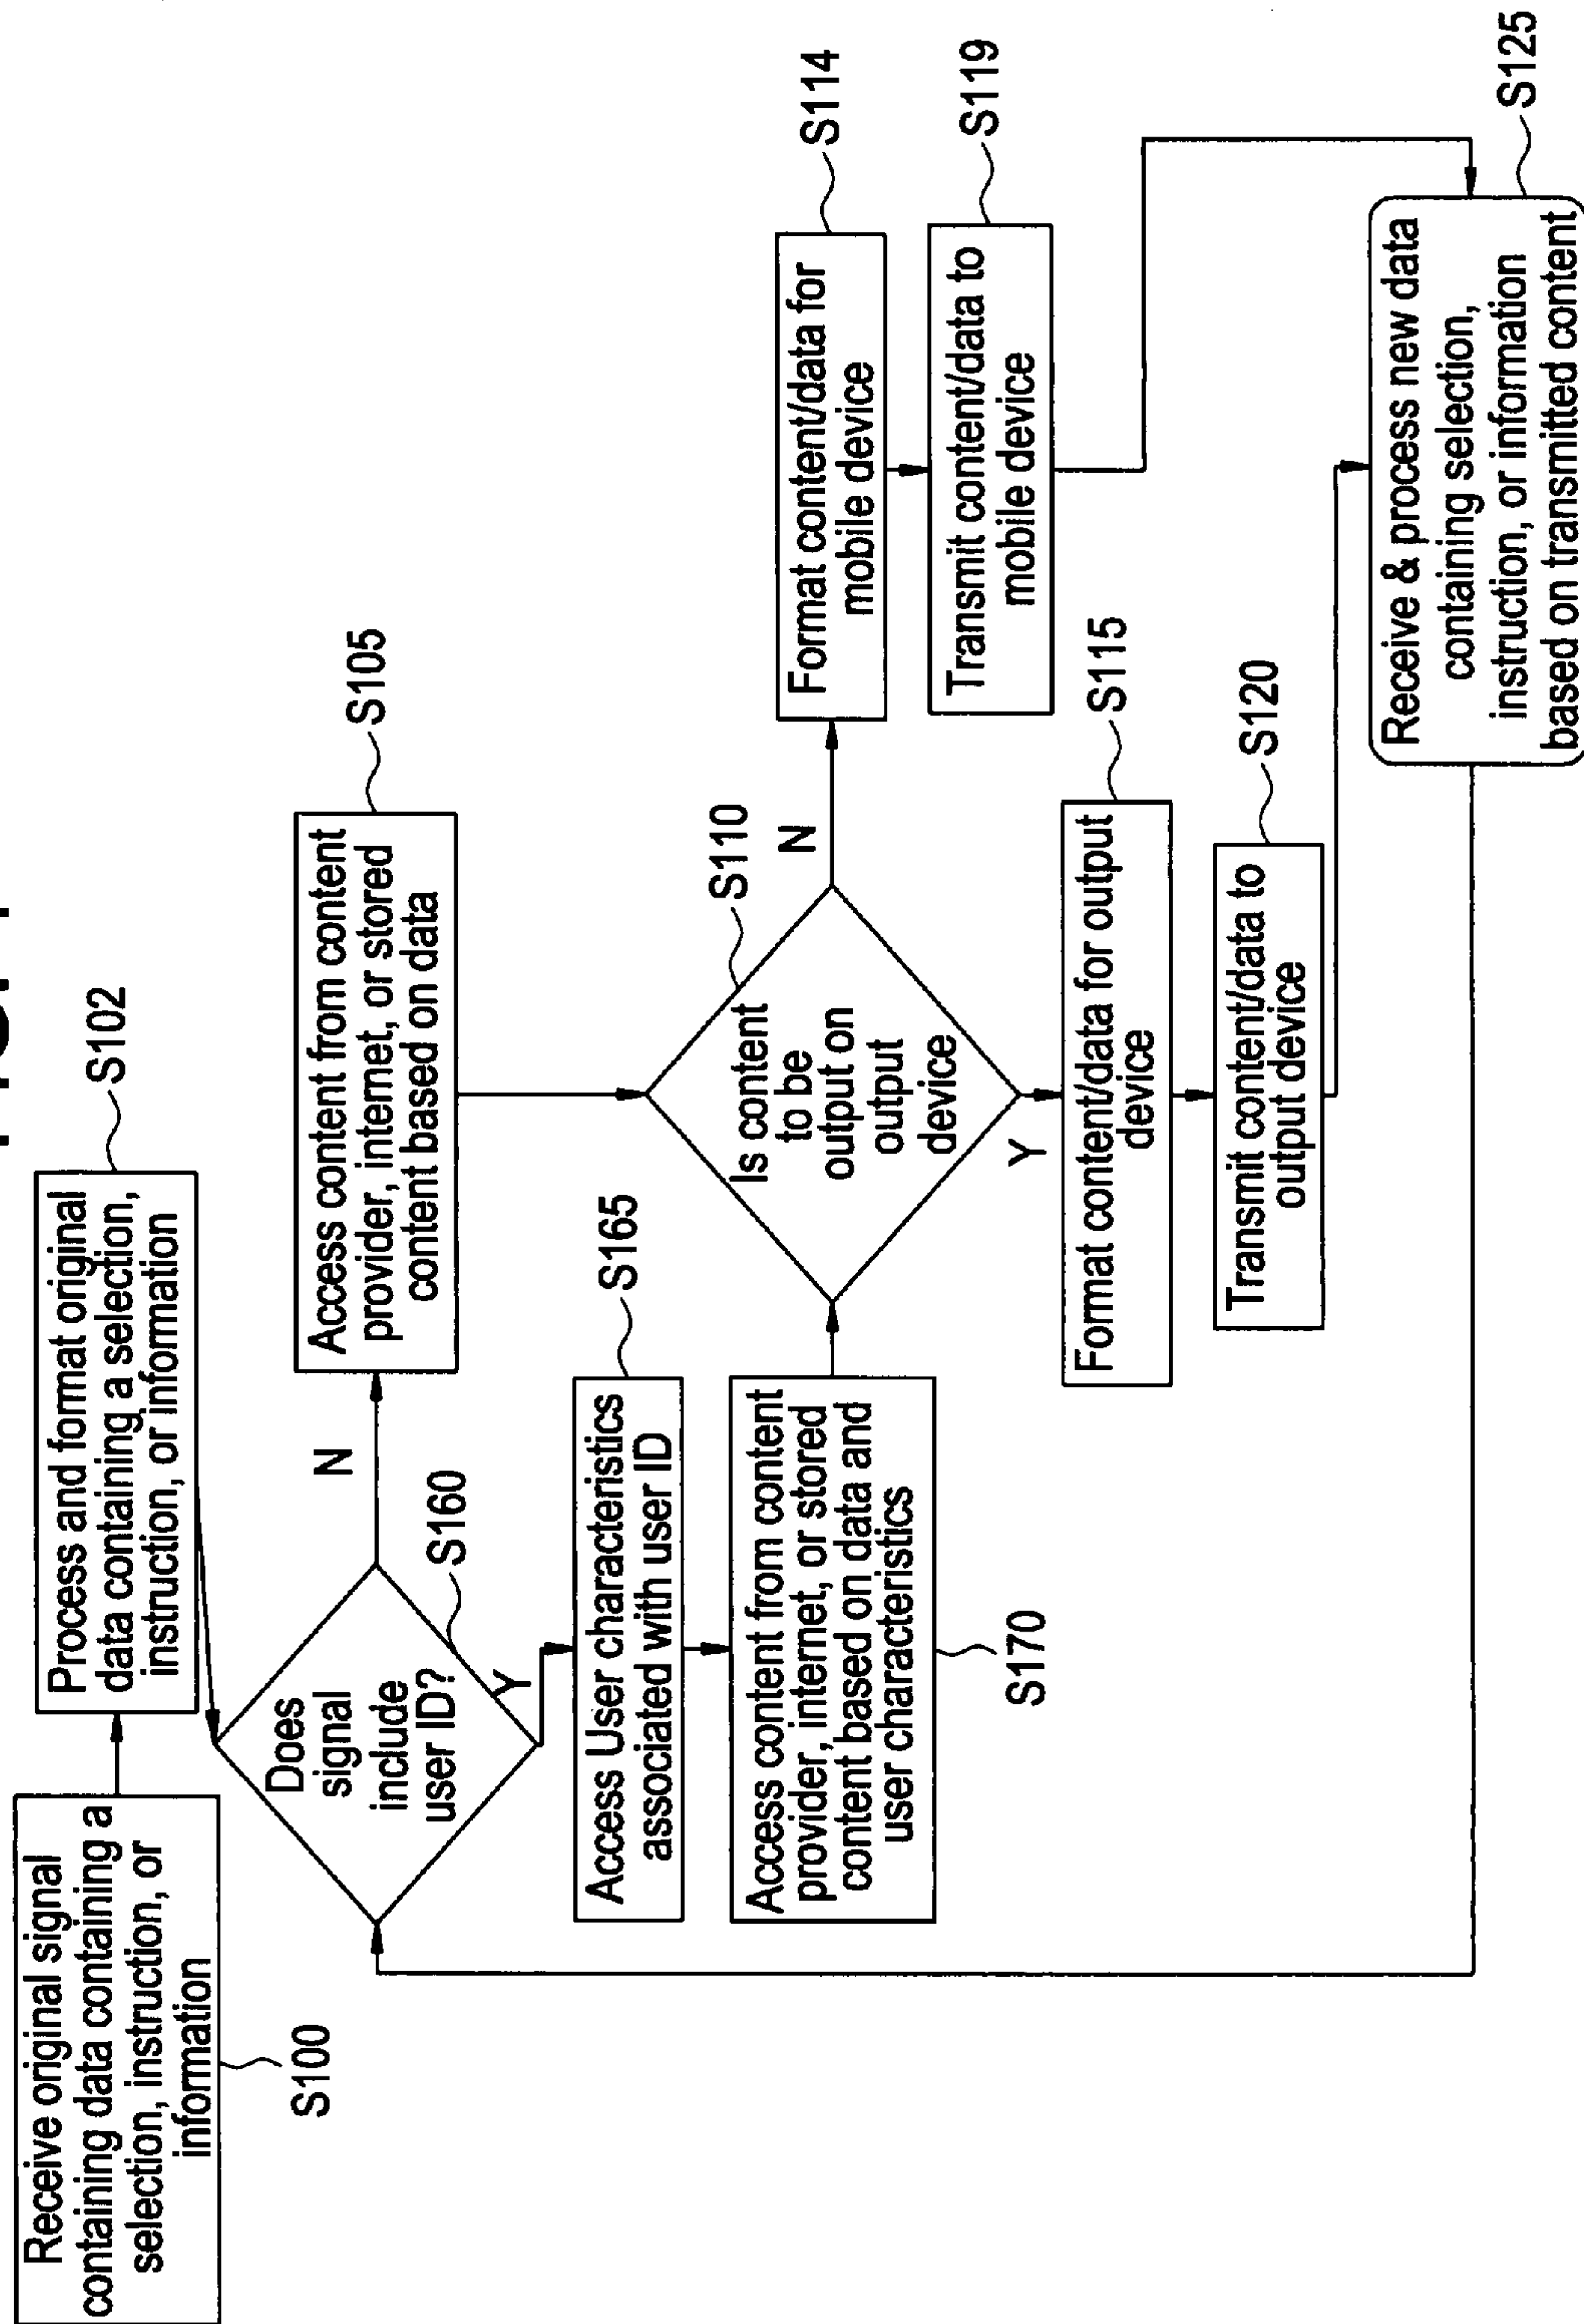 Receive original signal
containing data containing a
selection, instruction, or
information
S100
Process and format original
data containing a selection,
instruction, or information
S102
Does
signal
include
user ID?
S160
N
Y
Access content from content
provider, internet, or stored
content based on data
S105
Access User characteristics
associated with user ID
S165
Access content from content
provider, internet, or stored
content based on data and
user characteristics
S170
Is content
to be
output on
output
device
S110
N
Y
Format content/data for
mobile device
S114
Transmit content/data to
mobile device
S119
Format content/data for output
device
S115
Transmit content/data to
output device
S120
Receive & process new data
containing selection,
instruction, or information
based on transmitted content
S125